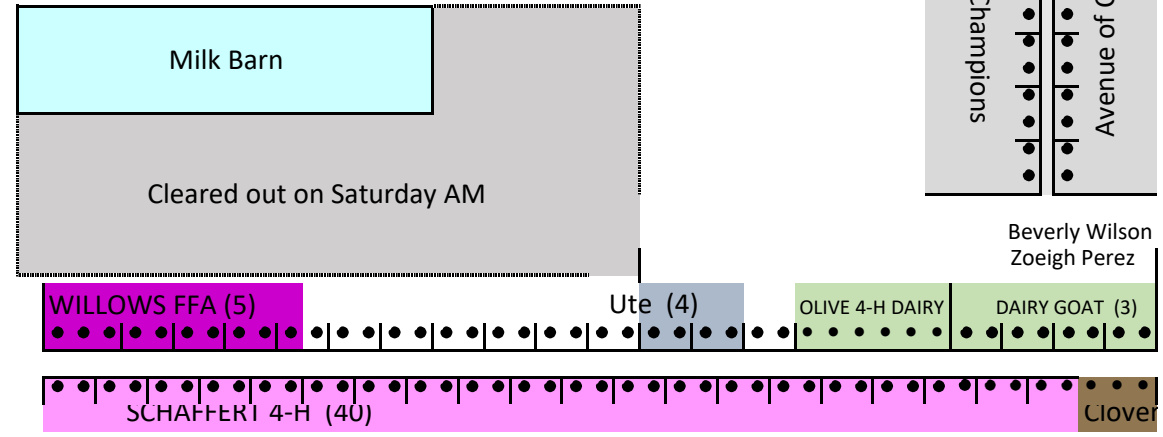 Milk Barn
Cleared out on Saturday AM
Champions
Avenue of C
Beverly Wilson
Zoeigh Perez
WILLOWS FFA (5)
Ute (4)
OLIVE 4-H DAIRY
DAIRY GOAT (3)
SCHAFFERT 4-H (40)
Clover